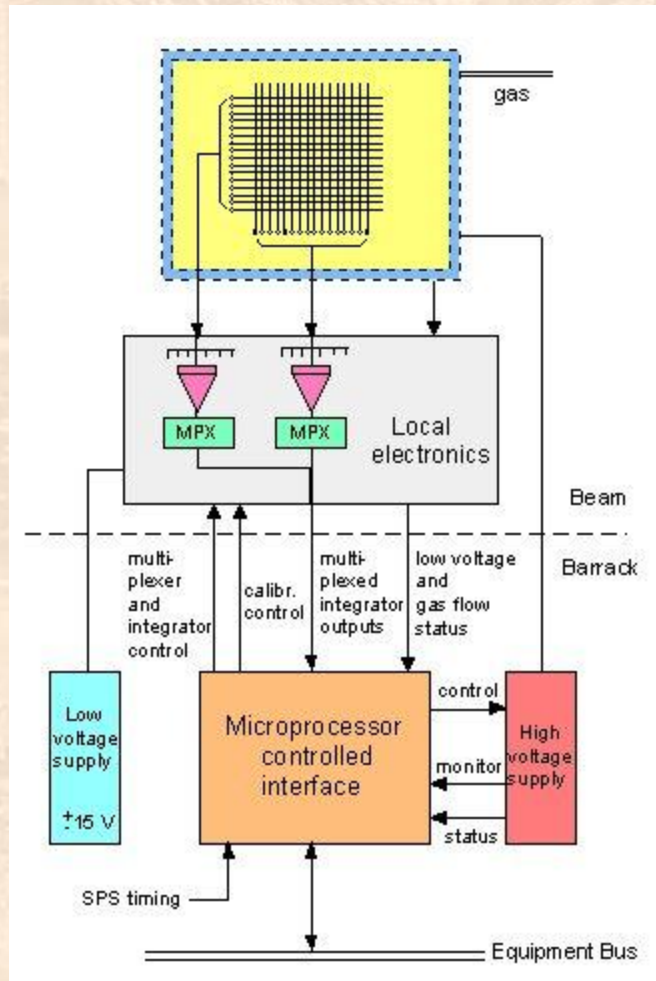 gas
MPX
MPX
Local
electronics
Beam
Barrack
multi-
plexer
and
integrator
control
calibr.
control
multi-
plexed
integrator
outputs
low voltage
and
gas flow
status
Low
voltage
supply
±15 V
Microprocessor
controlled
interface
control
monitor
status
High
voltage
supply
SPS timing
Equipment Bus